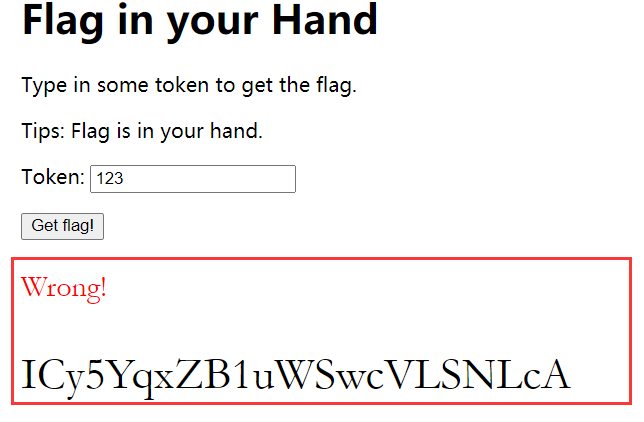 Flag in your Hand
Type in some token to get the flag.
Tips: Flag is in your hand.
Token: 123
Get flag!
Wrong!
ICy5YqxZB1uWSwcVLSNLcA